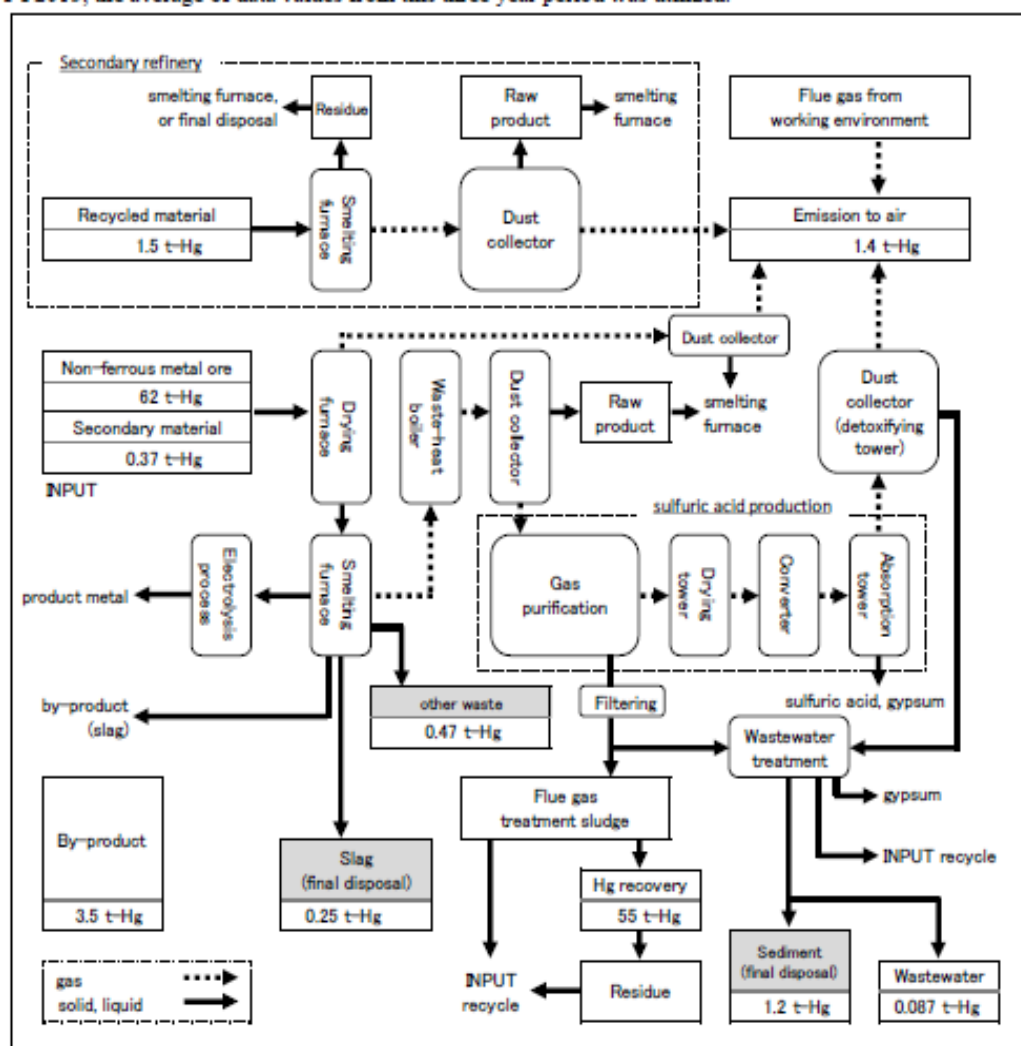 Secondary refinery
smelting furnace,
or final disposal
Residue
Raw
product
smelting
furnace
Flue gas from
working environment
Recycled material
1.5 t-Hg
Smelting
furnace
Dust
collector
Emission to air
1.4 t-Hg
Non-ferrous metal ore
62 t-Hg
Secondary material
0.37 t-Hg
INPUT
Drying
furnace
Waste-heat
boiler
Dust collector
Raw
product
Dust collector
smelting
furnace
Dust
collector
(detoxifying
tower)
sulfuric acid production
product metal
Electrolysis
process
Smelting
furnace
Gas
purification
Drying
tower
Converter
Absorption
tower
by-product
(slag)
other waste
0.47 t-Hg
Filtering
sulfuric acid, gypsum
Wastewater
treatment
gypsum
By-product
3.5 t-Hg
Slag
(final disposal)
0.25 t-Hg
Flue gas
treatment sludge
Hg recovery
55 t-Hg
INPUT recycle
INPUT
recycle
Residue
Sediment
(final disposal)
1.2 t-Hg
Wastewater
0.087 t-Hg
gas
solid, liquid